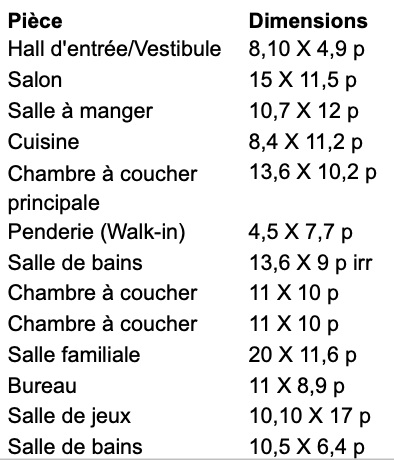 Pièce Dimensions
Hall d'entrée/Vestibule 8,10 X 4,9 p
Salon 15 X 11,5 p
Salle à manger 10,7 X 12 p
Cuisine 8,4 X 11,2 p
Chambre à coucher 13,6 X 10,2 p
principale
Penderie (Walk-in) 4,5 X 7,7 p
Salle de bains 13,6 X 9 p irr
Chambre à coucher 11 X 10 p
Chambre à coucher 11 X 10 p
Salle familiale 20 X 11,6 p
Bureau 11 X 8,9 p
Salle de jeux 10,10 X 17 p
Salle de bains 10,5 X 6,4 p